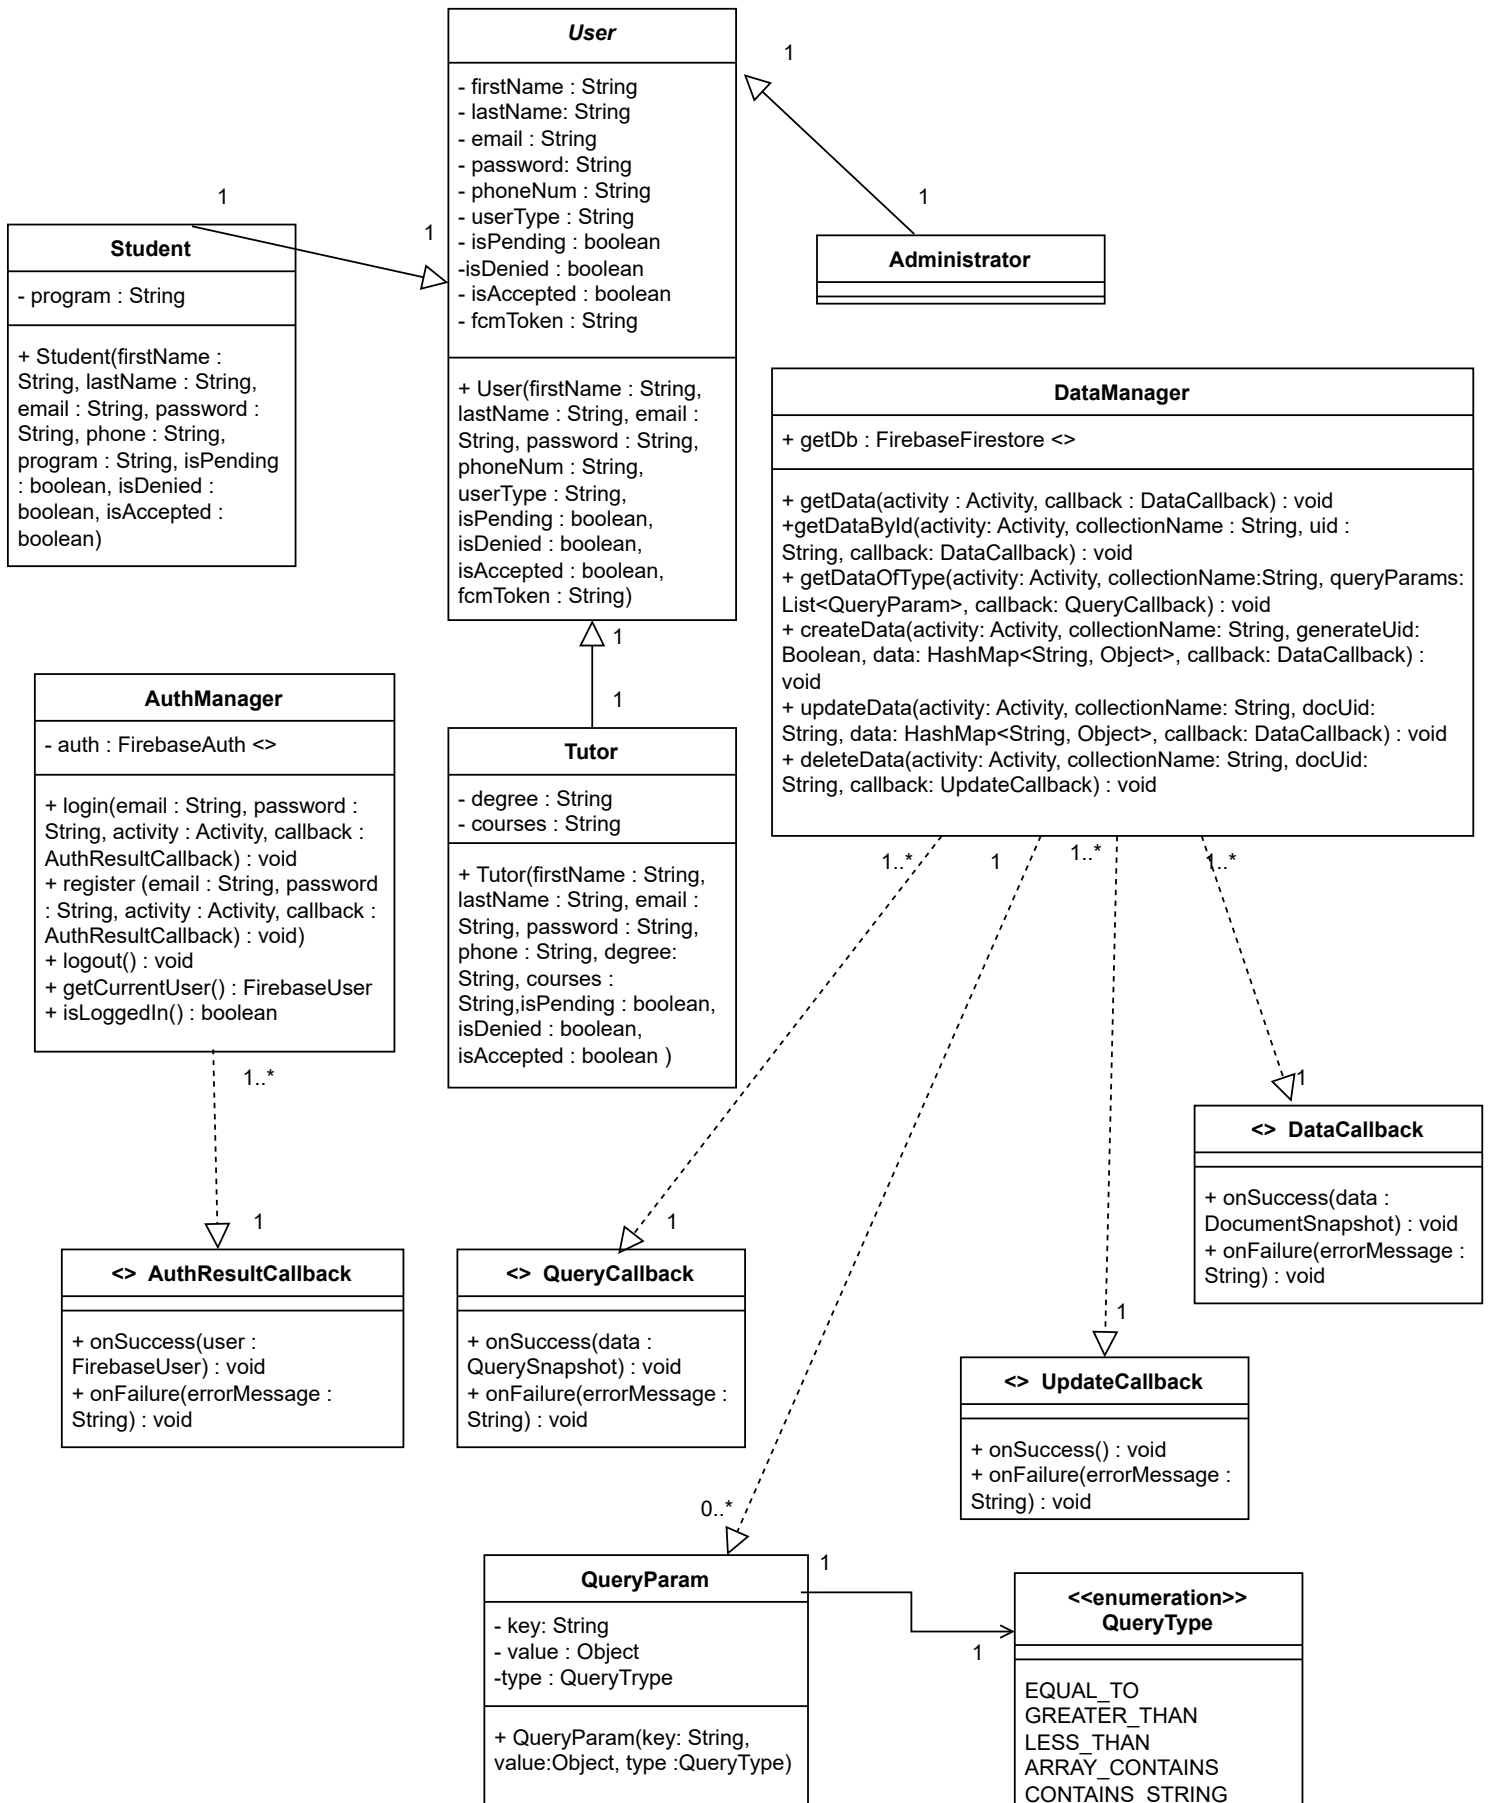 User
- firstName : String
- lastName: String
- email : String
- password: String
- phoneNum : String
- userType : String
- isPending : boolean
-isDenied : boolean
- isAccepted : boolean
- fcmToken : String
+ User(firstName : String,
lastName : String, email :
String, password : String,
phoneNum : String,
userType : String,
isPending : boolean,
isDenied : boolean,
isAccepted : boolean,
fcmToken : String)
1
1
1
1
Student
- program : String
+ Student(firstName :
String, lastName : String,
email : String, password :
String, phone : String,
program : String, isPending
: boolean, isDenied :
boolean, isAccepted :
boolean)
Administrator
DataManager
+ getDb : FirebaseFirestore <>
+ getData(activity : Activity, callback : DataCallback) : void
+getDataById(activity: Activity, collectionName : String, uid :
String, callback: DataCallback) : void
+ getDataOfType(activity: Activity, collectionName:String, queryParams:
List<QueryParam>, callback: QueryCallback) : void
+ createData(activity: Activity, collectionName: String, generateUid:
Boolean, data: HashMap<String, Object>, callback: DataCallback) :
void
+ updateData(activity: Activity, collectionName: String, docUid:
String, data: HashMap<String, Object>, callback: DataCallback) : void
+ deleteData(activity: Activity, collectionName: String, docUid:
String, callback: UpdateCallback) : void
1
1
AuthManager
- auth : FirebaseAuth <>
+ login(email : String, password :
String, activity : Activity, callback :
AuthResultCallback) : void
+ register (email : String, password
: String, activity : Activity, callback :
AuthResultCallback) : void)
+ logout() : void
+ getCurrentUser() : FirebaseUser
+ isLoggedIn() : boolean
Tutor
- degree : String
- courses : String
+ Tutor(firstName : String,
lastName : String, email :
String, password : String,
phone : String, degree:
String, courses :
String,isPending : boolean,
isDenied : boolean,
isAccepted : boolean )
1..*
1
1..*
1..*
1..*
1
1
1
1
<> DataCallback
+ onSuccess(data :
DocumentSnapshot) : void
+ onFailure(errorMessage :
String) : void
<> AuthResultCallback
+ onSuccess(user :
FirebaseUser) : void
+ onFailure(errorMessage :
String) : void
<> QueryCallback
+ onSuccess(data :
QuerySnapshot) : void
+ onFailure(errorMessage :
String) : void
<> UpdateCallback
+ onSuccess() : void
+ onFailure(errorMessage :
String) : void
0..*
1
1
QueryParam
- key: String
- value : Object
-type : QueryTrype
+ QueryParam(key: String,
value:Object, type :QueryType)
<<enumeration>>
QueryType
EQUAL_TO
GREATER_THAN
LESS_THAN
ARRAY_CONTAINS
CONTAINS_STRING